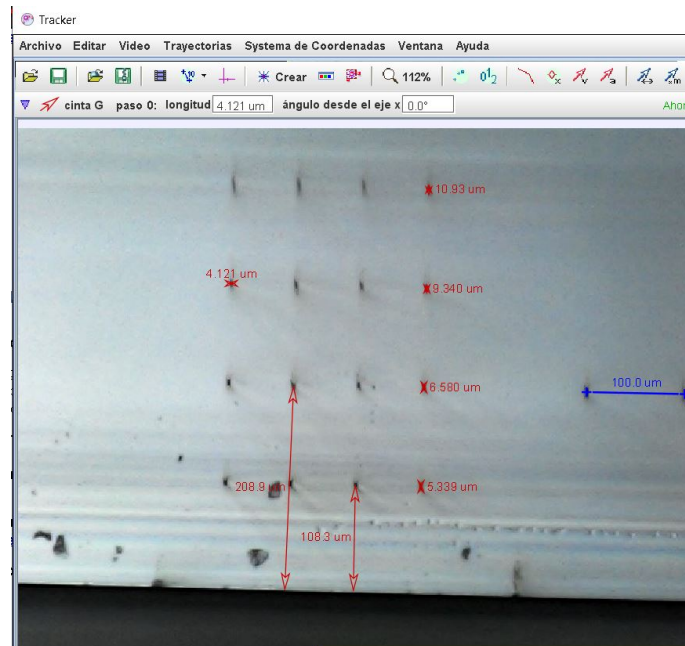 Tracker
Archivo Editar Video Trayectorias Sistema de Coordenadas Ventana Ayuda
Crear 112%
cinta G paso 0: longitud 4.121 um ángulo desde el eje x 0.0° Ahor
10.93 um
4.121 um
9.340 um
6.580 um
100.0 um
208.9 um
5.339 um
108.3 um